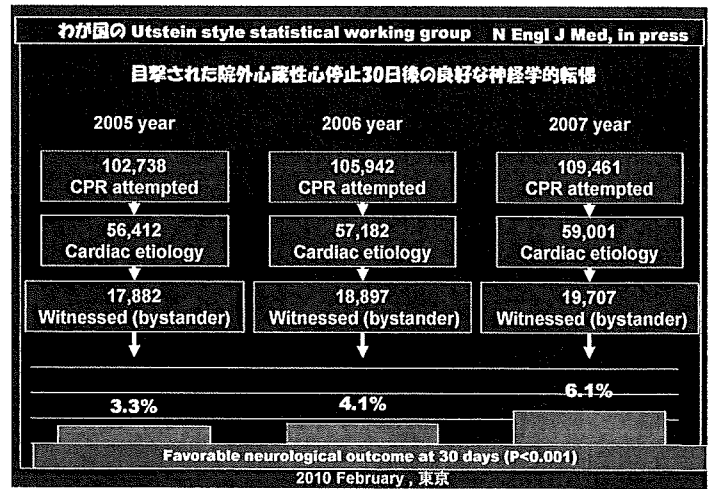 わが国の Utstein style statistical working group N Engl J Med, in press
目撃された院外心臓性心停止30日後の良好な神経学的転帰
2005 year 2006 year 2007 year
102,738 105,942 109,461
CPR attempted CPR attempted CPR attempted
56,412 57,182 59,001
Cardiac etiology Cardiac etiology Cardiac etiology
17,882 18,897 19,707
Witnessed (bystander) Witnessed (bystander) Witnessed (bystander)
3.3% 4.1% 6.1%
Favorable neurological outcome at 30 days (P<0.001)
2010 February , 東京